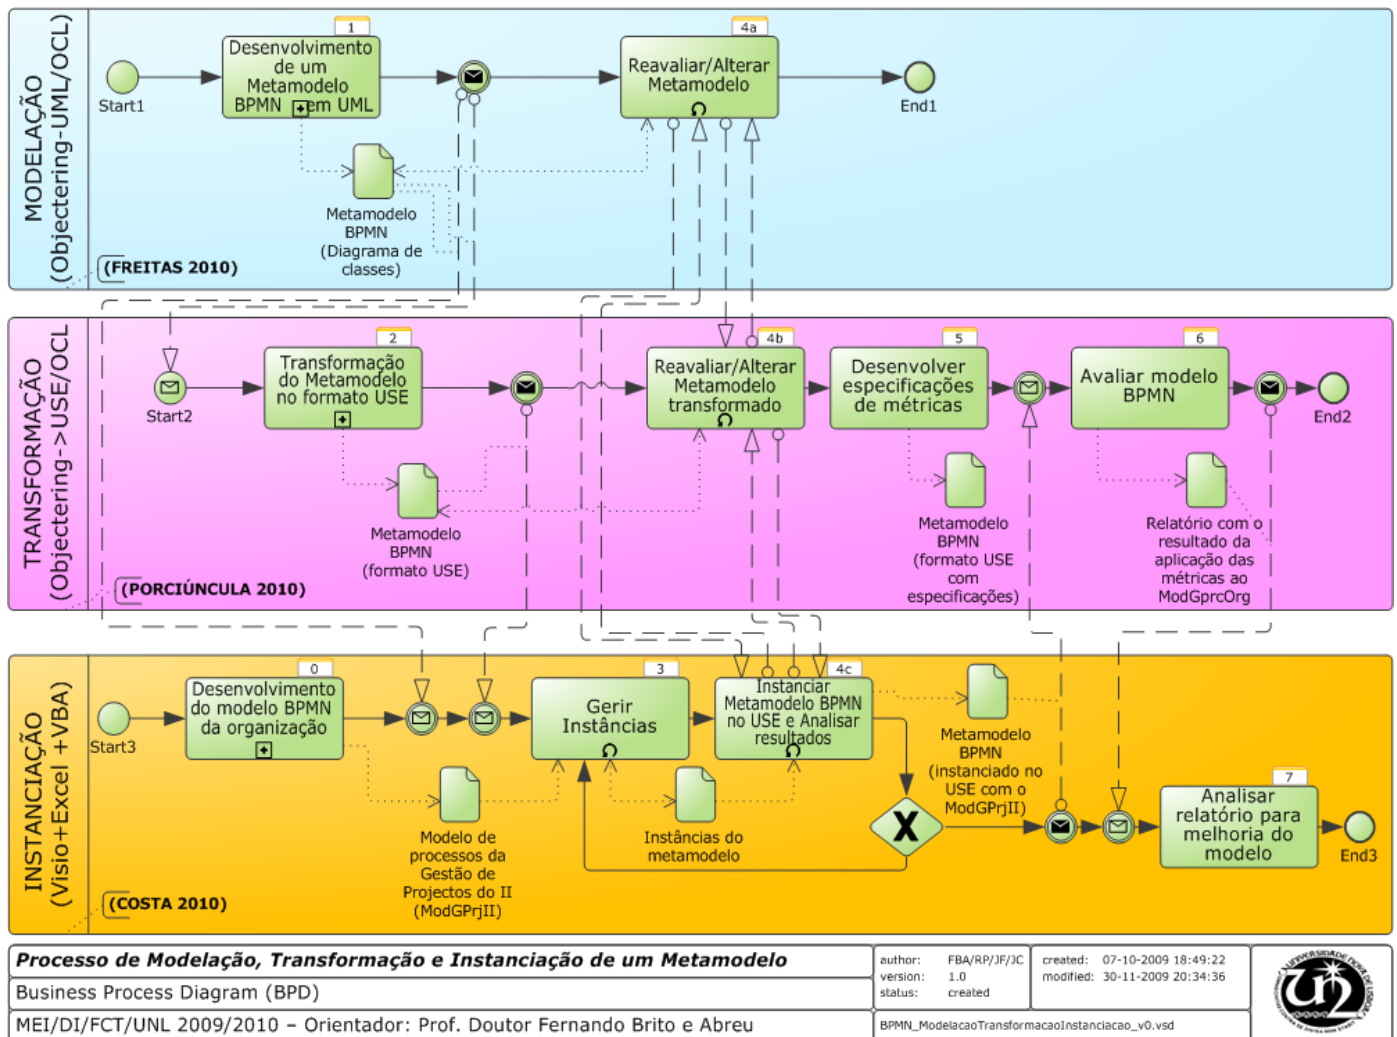 MODELAÇÃO
(Objectering-UML/OCL)
1
Desenvolvimento
de um
Metamodelo
BPMN em UML
4a
Reavaliar/Alterar
Metamodelo
Start1
End1
Metamodelo
BPMN
(Diagrama de
classes)
(FREITAS 2010)
TRANSFORMAÇÃO
(Objectering->USE/OCL
2
Transformação
do Metamodelo
no formato USE
4b
Reavaliar/Alterar
Metamodelo
transformado
5
Desenvolver
especificações
de métricas
6
Avaliar modelo
BPMN
Start2
End2
Metamodelo
BPMN
(formato USE)
Metamodelo
BPMN
(formato USE
com
especificações)
Relatório com o
resultado da
aplicação das
métricas ao
ModGprcOrg
(PORCIÚNCULA 2010)
INSTANCIAÇÃO
(Visio+Excel +VBA)
0
Desenvolvimento
do modelo BPMN
da organização
3
Gerir
Instâncias
4c
Instanciar
Metamodelo BPMN
no USE e Analisar
resultados
Start3
Metamodelo
BPMN
(instanciado no
USE com o
ModGPrjII)
7
Analisar
relatório para
melhoria do
modelo
End3
Modelo de
processos da
Gestão de
Projectos do II
(ModGPrjII)
Instâncias do
metamodelo
X
(COSTA 2010)
Processo de Modelação, Transformação e Instanciação de um Metamodelo
Business Process Diagram (BPD)
MEI/DI/FCT/UNL 2009/2010 – Orientador: Prof. Doutor Fernando Brito e Abreu
author: FBA/RP/JF/JC
version: 1.0
status: created
created: 07-10-2009 18:49:22
modified: 30-11-2009 20:34:36
BPMN_ModelacaoTransformacaoInstanciacao_v0.vsd